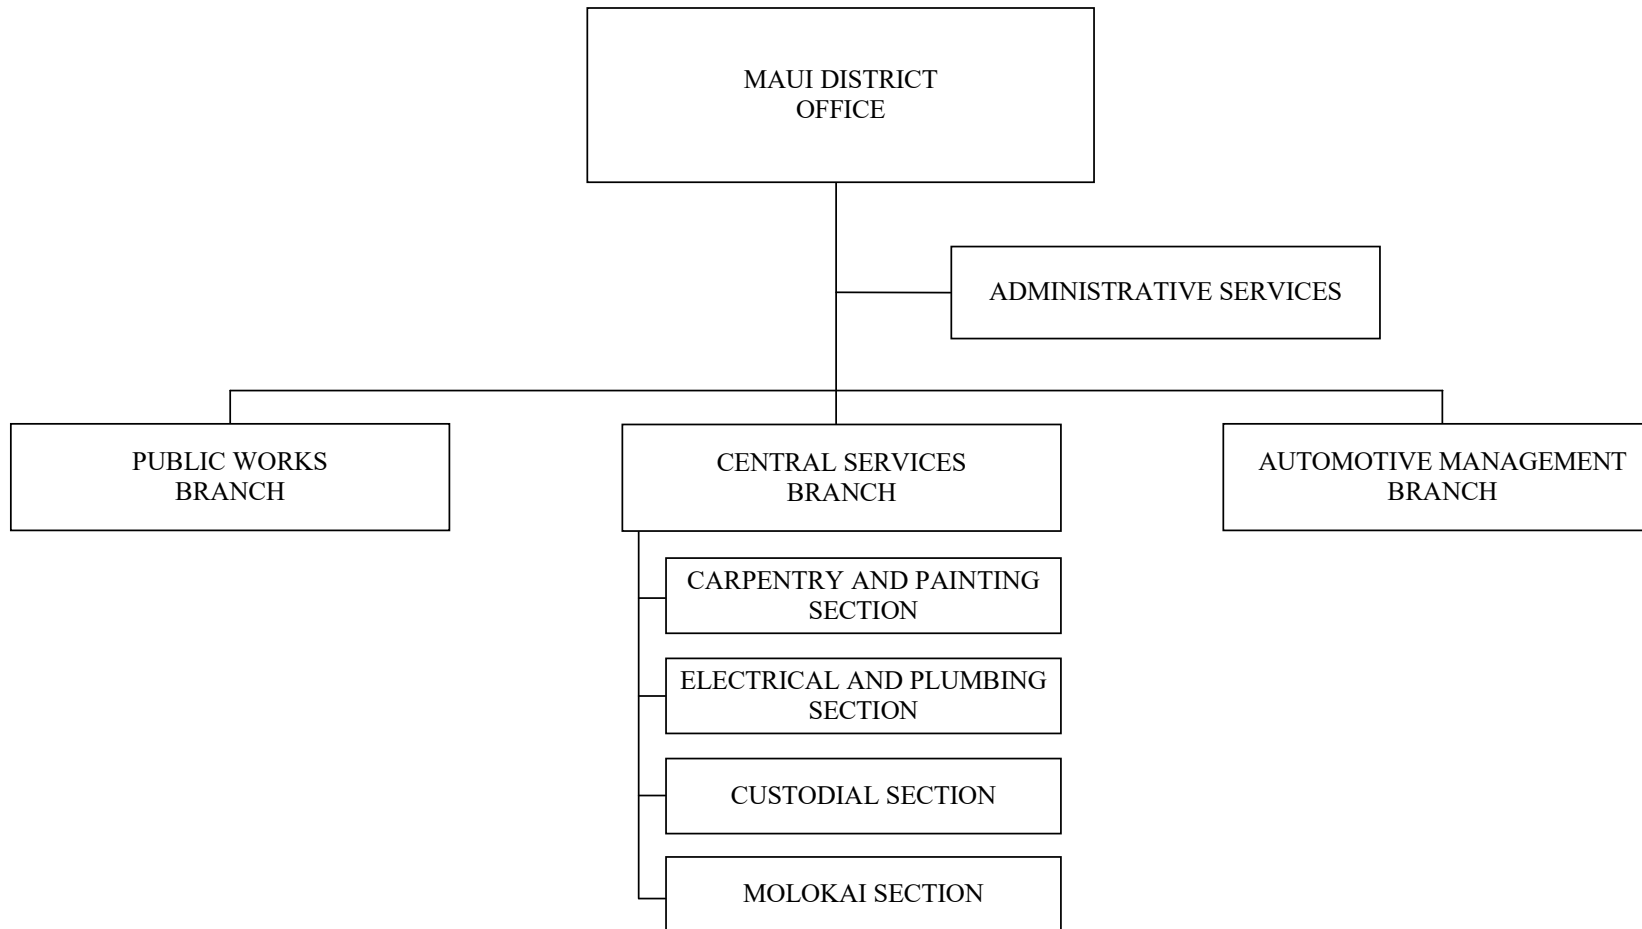 MAUI DISTRICT
OFFICE
ADMINISTRATIVE SERVICES
PUBLIC WORKS
BRANCH
CENTRAL SERVICES
BRANCH
AUTOMOTIVE MANAGEMENT
BRANCH
CARPENTRY AND PAINTING
SECTION
ELECTRICAL AND PLUMBING
SECTION
CUSTODIAL SECTION
MOLOKAI SECTION